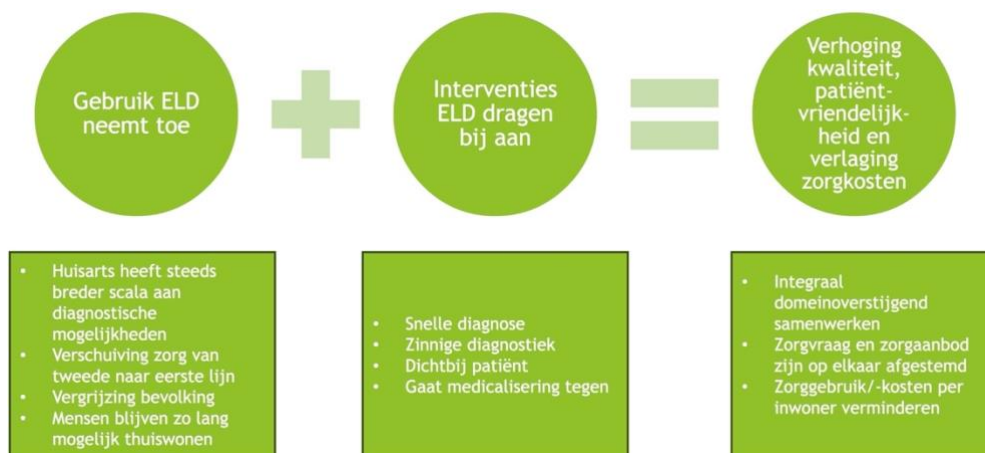 Gebruik ELD
neemt toe
Interventies
ELD dragen
bij aan
Verhoging
kwaliteit,
patiënt-
vriendelijk-
heid en
verlaging
zorgkosten
• Huisarts heeft steeds
breder scala aan
diagnostische
mogelijkheden
• Verschuiving zorg van
tweede naar eerste lijn
• Vergrijzing bevolking
• Mensen blijven zo lang
mogelijk thuiswonen
• Snelle diagnose
• Zinnige diagnostiek
• Dichtbij patiënt
• Gaat medicalisering tegen
• Integraal
domeinoverstijgend
samenwerken
• Zorgvraag en zorgaanbod
zijn op elkaar afgestemd
• Zorggebruik/-kosten per
inwoner verminderen